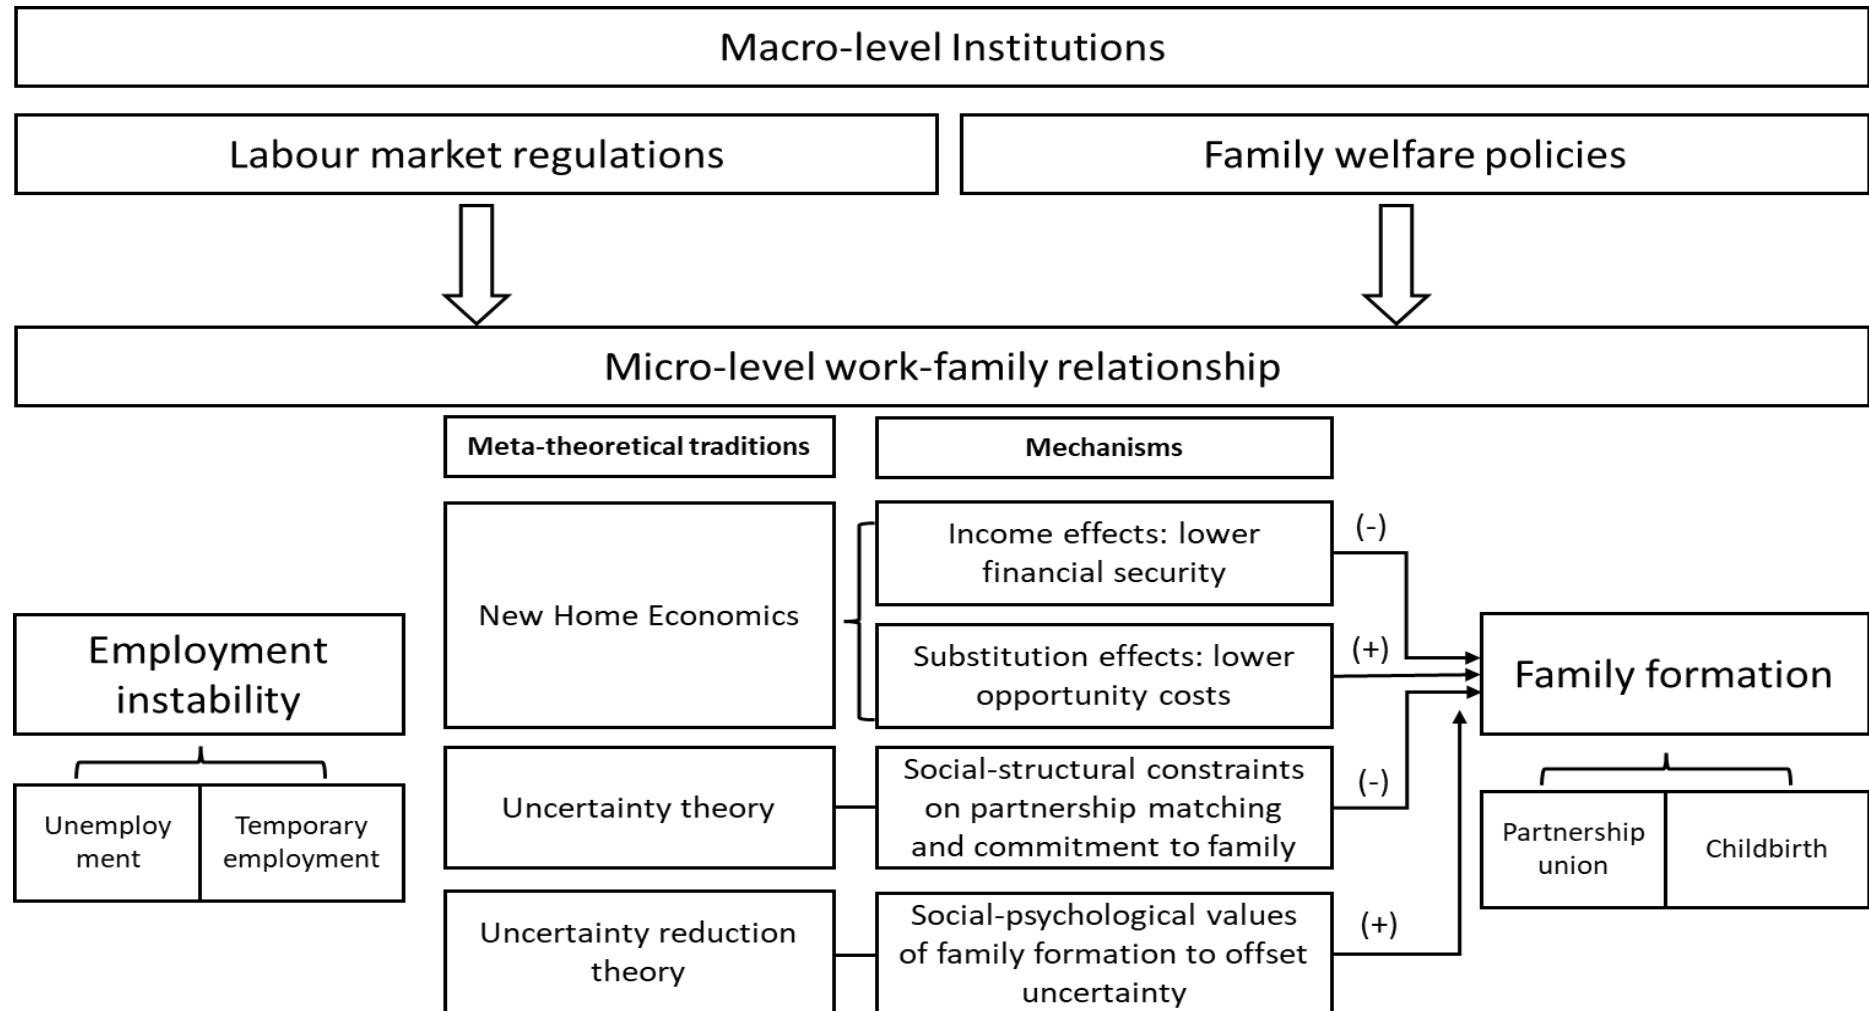 Macro-level Institutions
Labour market regulations
Family welfare policies
Micro-level work-family relationship
Meta-theoretical traditions
Mechanisms
New Home Economics
Income effects: lower
financial security
(-)
Substitution effects: lower
opportunity costs
(+)
Employment
instability
Unemploy
ment
Temporary
employment
Family formation
Partnership
union
Childbirth
Uncertainty theory
Social-structural constraints
on partnership matching
and commitment to family
(-)
Uncertainty reduction
theory
Social-psychological values
of family formation to offset
uncertainty
(+)